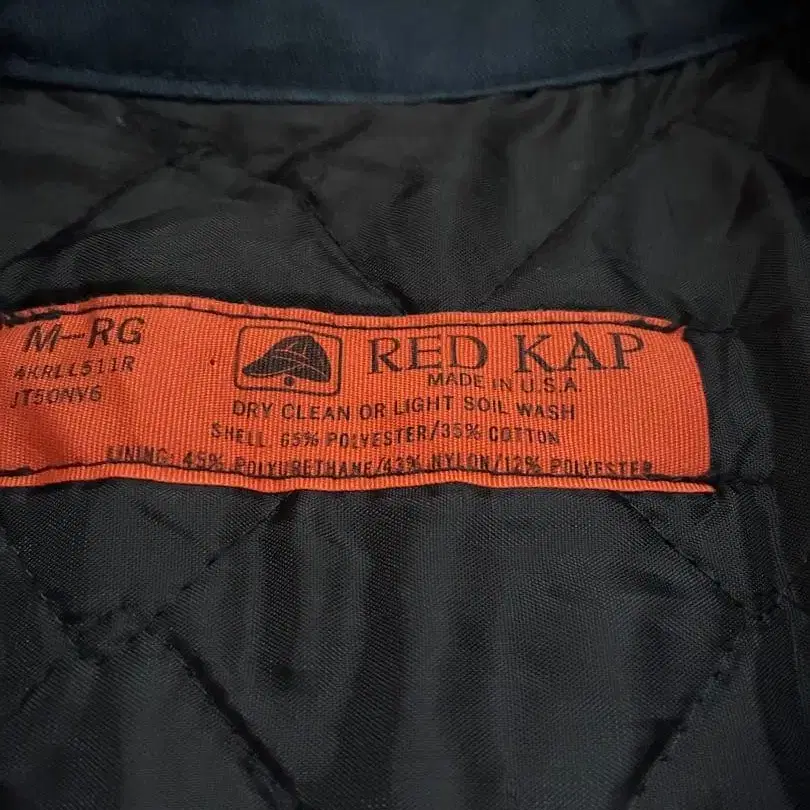 M-RG
4KRLL511R
JT50NV6
RED KAP
MADE IN U.S.A
DRY CLEAN OR LIGHT SOIL WASH
SHELL. 65% POLYESTER/35% COTTON
LINING: 45% POLYURETHANE/43% NYLON/12% POLYESTER